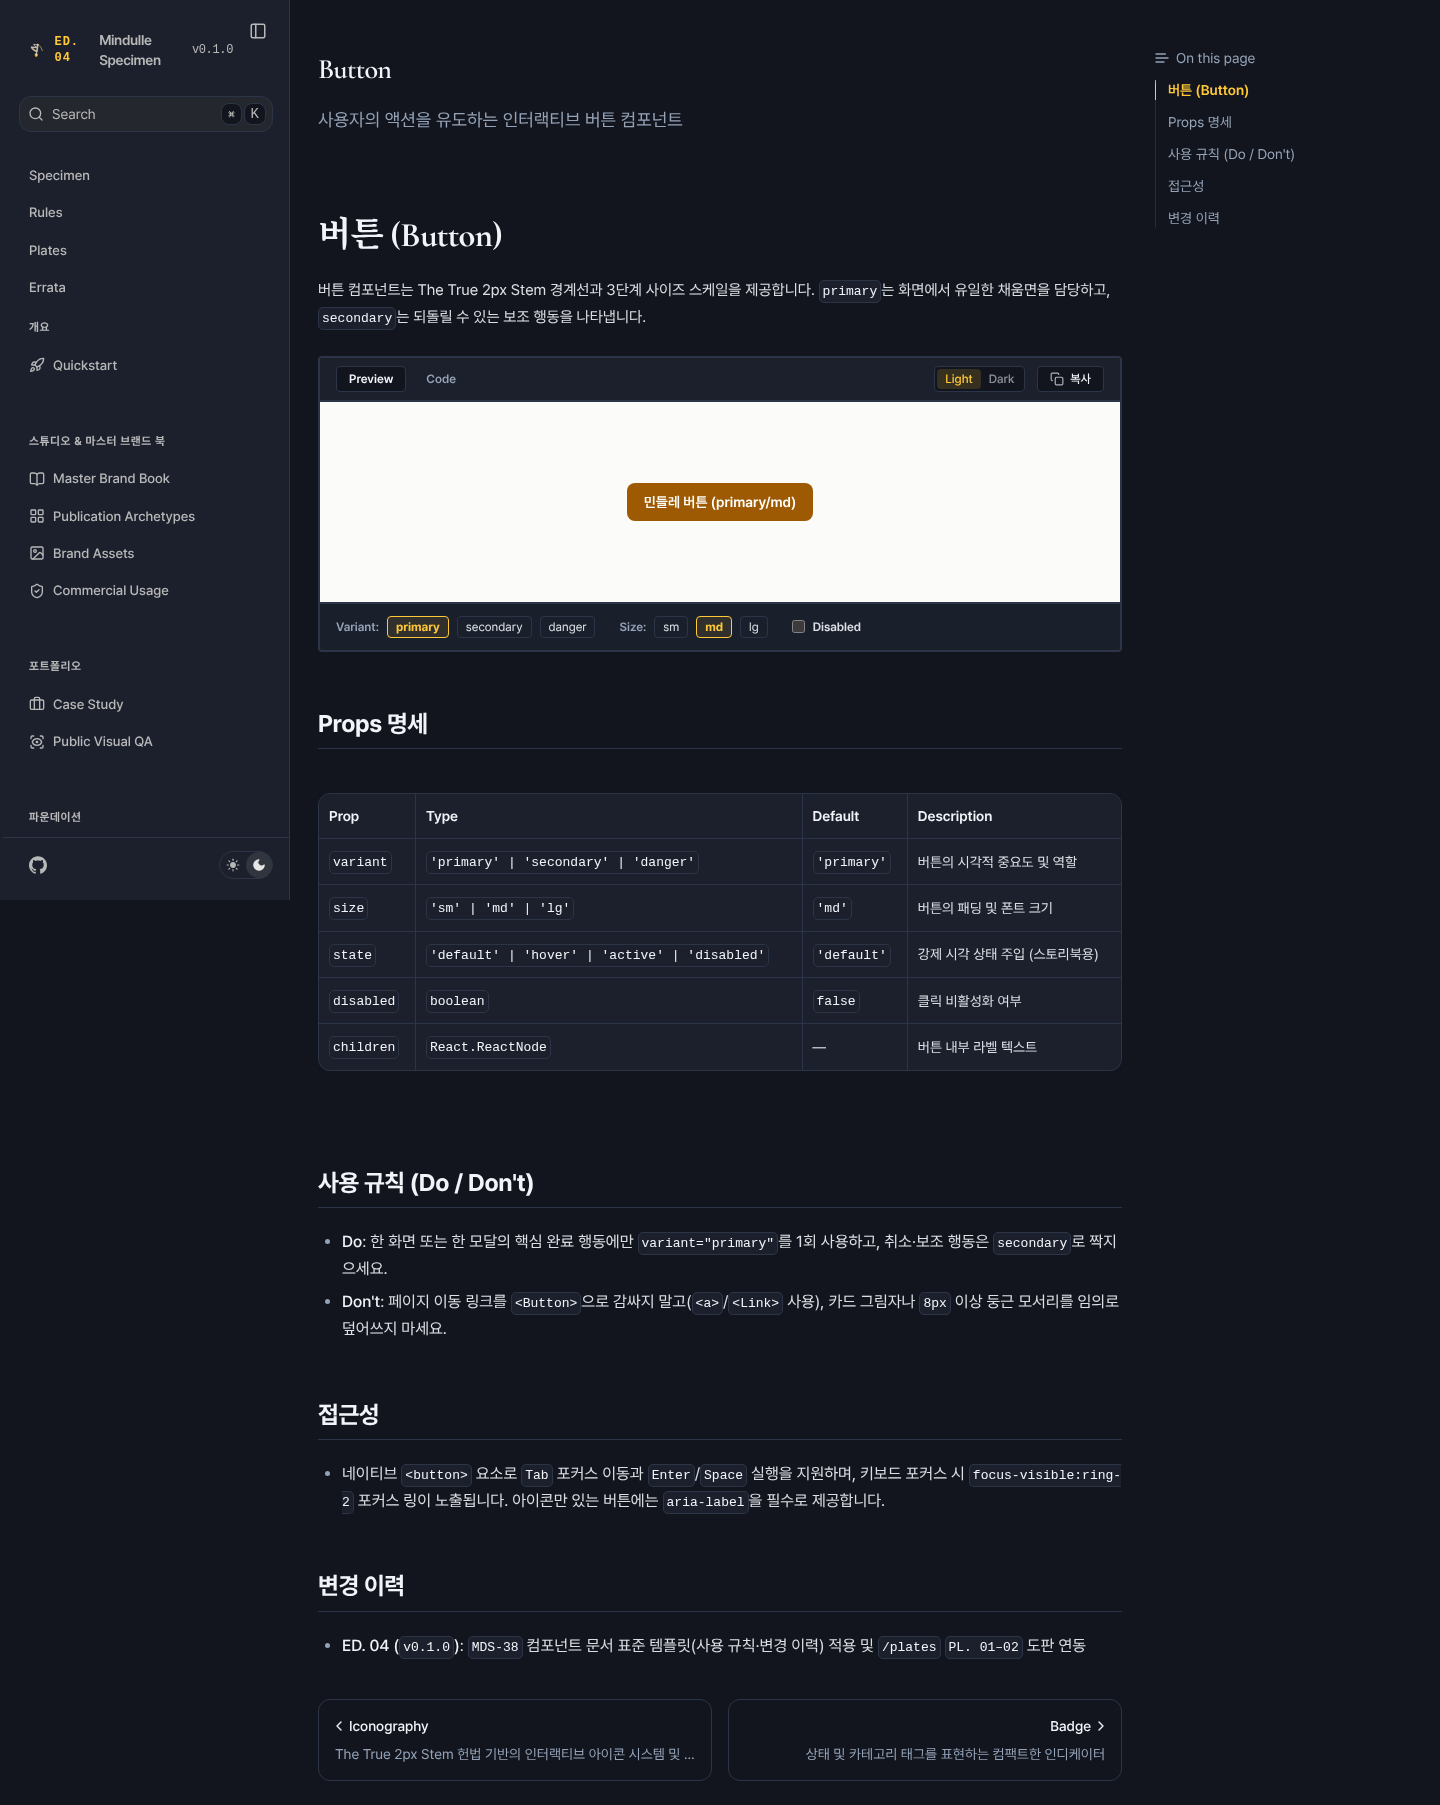 ED. 04
Mindulle Specimen
v0.1.0
Search
⌘ K
Specimen
Rules
Plates
Errata
개요
Quickstart
스튜디오 & 마스터 브랜드 북
Master Brand Book
Publication Archetypes
Brand Assets
Commercial Usage
포트폴리오
Case Study
Public Visual QA
파운데이션
Button
사용자의 액션을 유도하는 인터랙티브 버튼 컴포넌트
버튼 (Button)
버튼 컴포넌트는 The True 2px Stem 경계선과 3단계 사이즈 스케일을 제공합니다. primary는 화면에서 유일한 채움면을 담당하고,
secondary는 되돌릴 수 있는 보조 행동을 나타냅니다.
Preview Code Light Dark 복사
민들레 버튼 (primary/md)
Variant: primary secondary danger Size: sm md lg Disabled
Props 명세
Prop Type Default Description
variant 'primary' | 'secondary' | 'danger' 'primary' 버튼의 시각적 중요도 및 역할
size 'sm' | 'md' | 'lg' 'md' 버튼의 패딩 및 폰트 크기
state 'default' | 'hover' | 'active' | 'disabled' 'default' 강제 시각 상태 주입 (스토리북용)
disabled boolean false 클릭 비활성화 여부
children React.ReactNode — 버튼 내부 라벨 텍스트
사용 규칙 (Do / Don't)
Do: 한 화면 또는 한 모달의 핵심 완료 행동에만 variant="primary"를 1회 사용하고, 취소·보조 행동은 secondary로 짝지
으세요.
Don't: 페이지 이동 링크를 <Button>으로 감싸지 말고(<a>/<Link> 사용), 카드 그림자나 8px 이상 둥근 모서리를 임의로
덮어쓰지 마세요.
접근성
네이티브 <button> 요소로 Tab 포커스 이동과 Enter/Space 실행을 지원하며, 키보드 포커스 시 focus-visible:ring-
2 포커스 링이 노출됩니다. 아이콘만 있는 버튼에는 aria-label을 필수로 제공합니다.
변경 이력
ED. 04 (v0.1.0): MDS-38 컴포넌트 문서 표준 템플릿(사용 규칙·변경 이력) 적용 및 /plates PL. 01–02 도판 연동
Iconography
The True 2px Stem 헌법 기반의 인터랙티브 아이콘 시스템 및 ...
Badge
상태 및 카테고리 태그를 표현하는 컴팩트한 인디케이터
On this page
버튼 (Button)
Props 명세
사용 규칙 (Do / Don't)
접근성
변경 이력